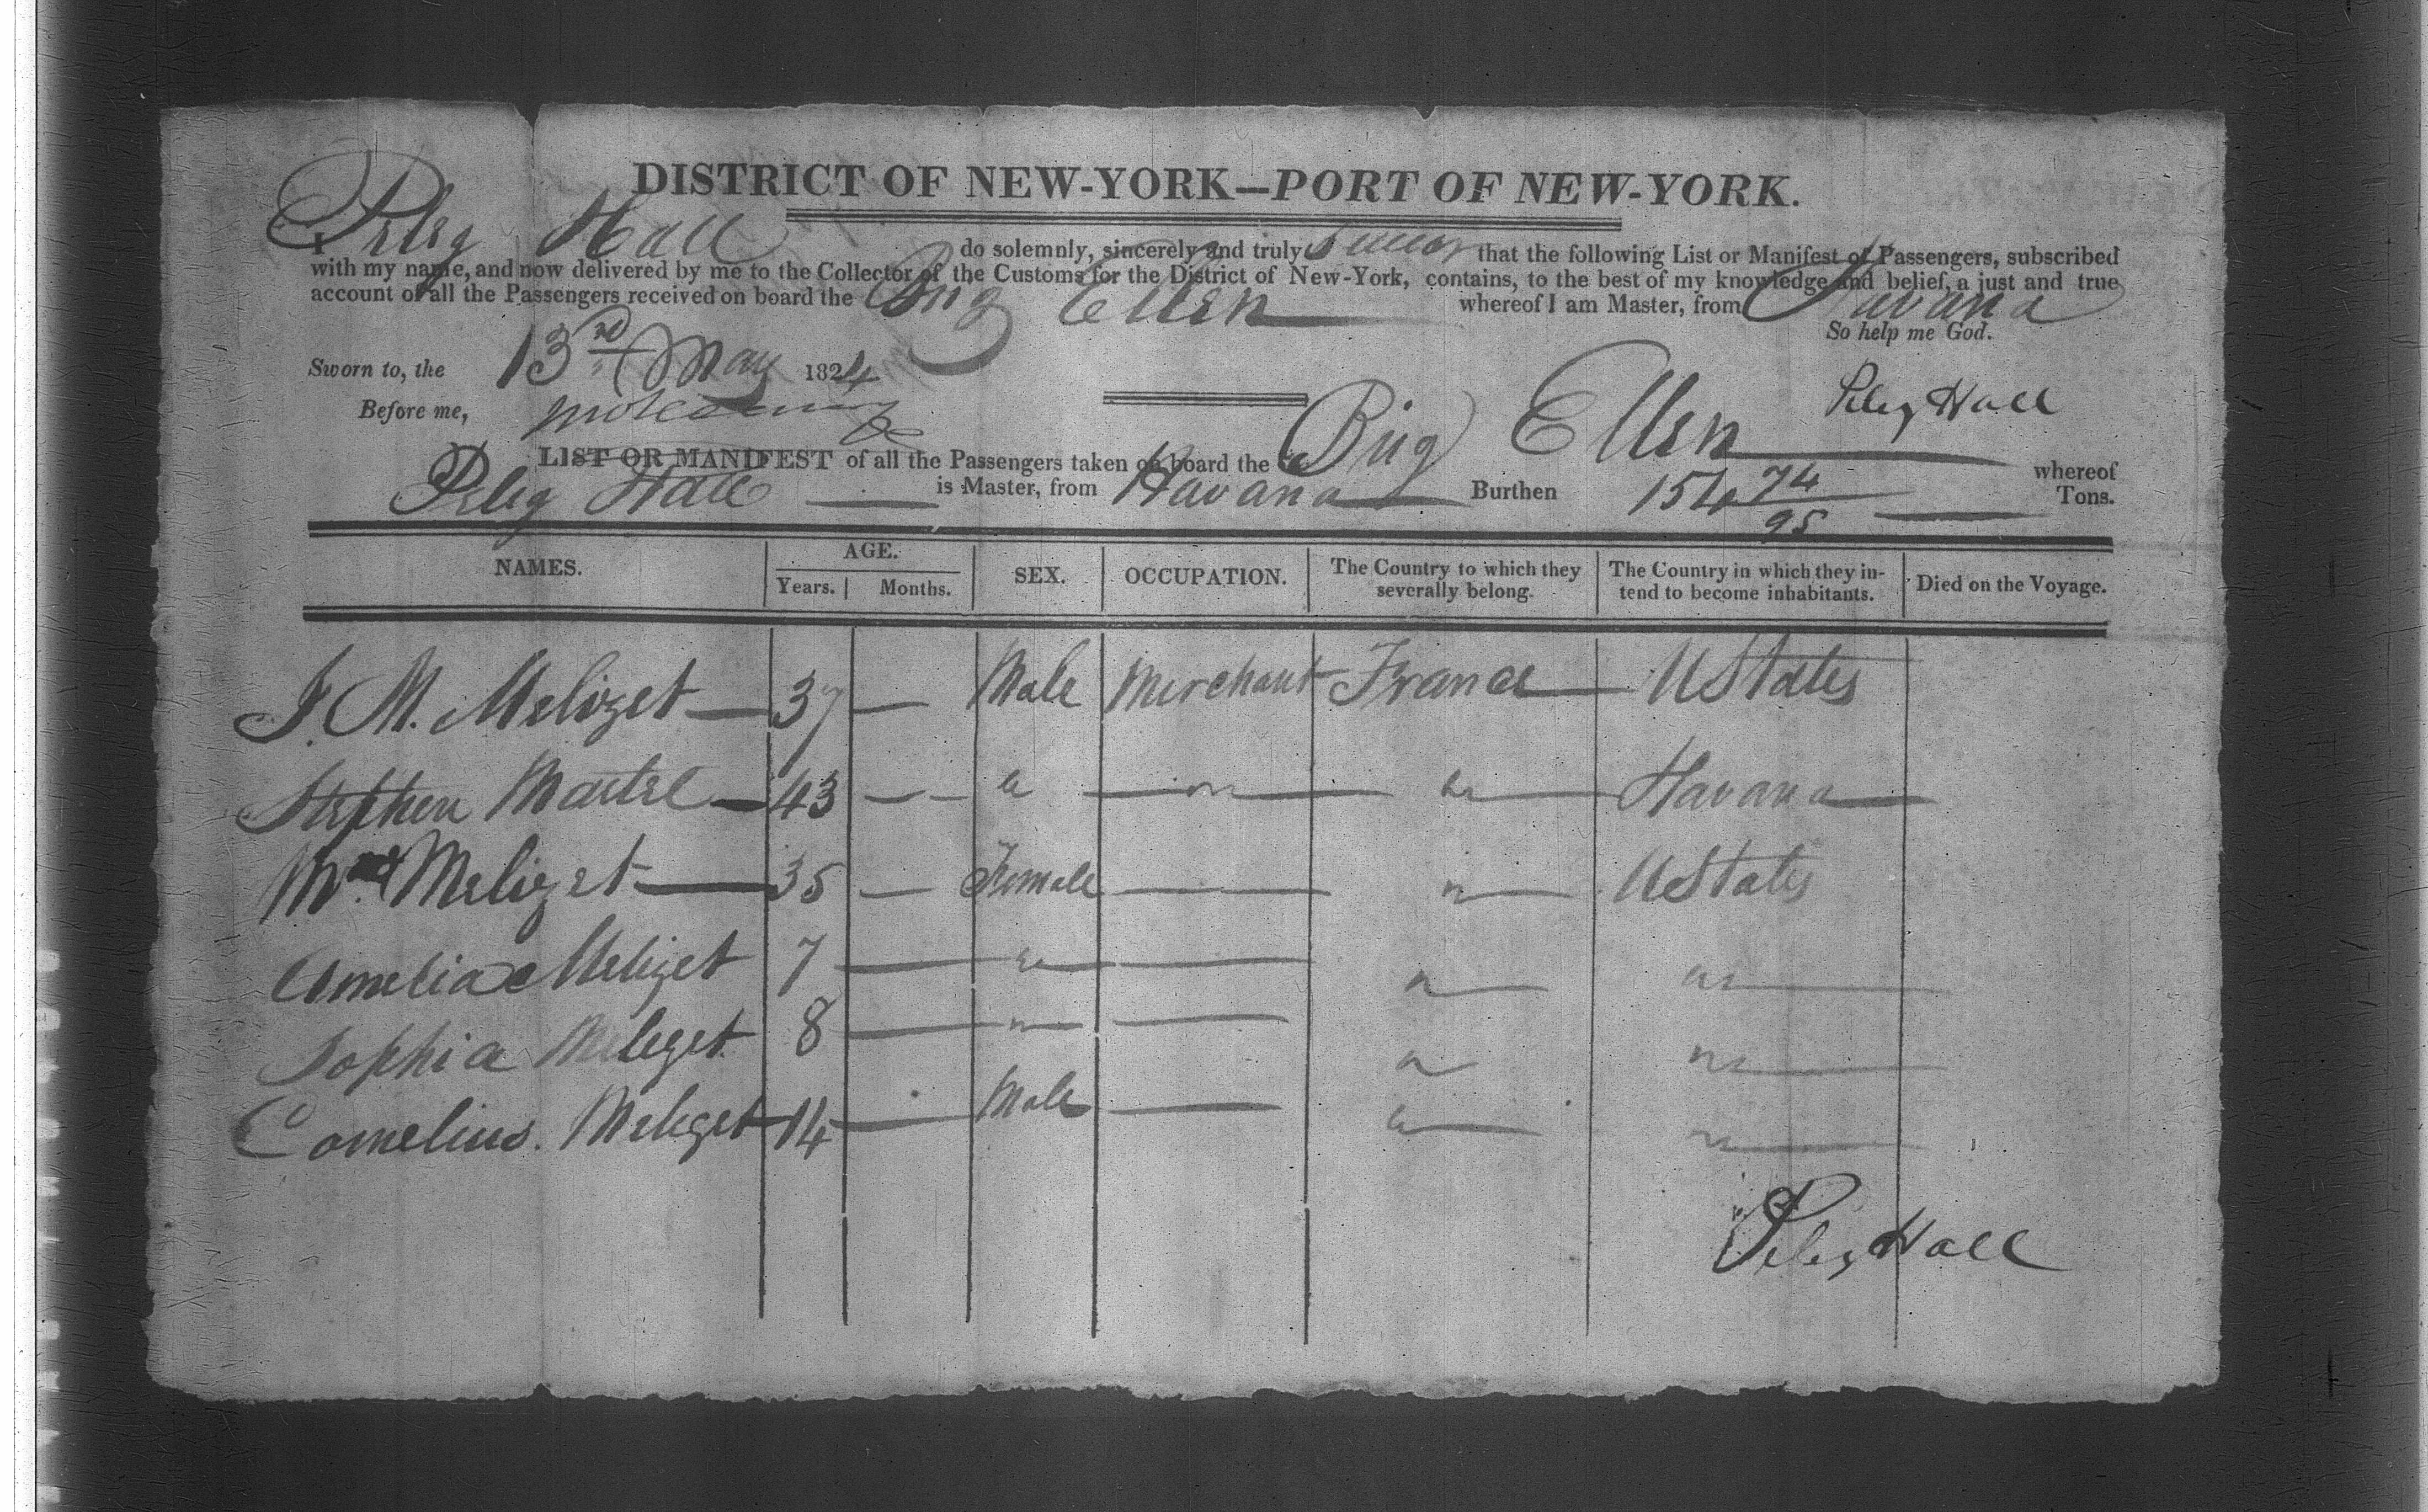 DISTRICT OF NEW-YORK—PORT OF NEW-YORK.
I Peleg Hall do solemnly, sincerely and truly swear that the following List or Manifest of Passengers, subscribed
with my name, and now delivered by me to the Collector of the Customs for the District of New-York, contains, to the best of my knowledge and belief, a just and true
account of all the Passengers received on board the Brig Ellen whereof I am Master, from Havana
So help me God.
Sworn to, the 13rd May 1824
Peleg Hall
Before me,
LIST OR MANIFEST of all the Passengers taken on board the Brig Ellen whereof
Peleg Hall is Master, from Havana Burthen 154 74/95 Tons.
NAMES. AGE. Years. Months. SEX. OCCUPATION. The Country to which they severally belong. The Country in which they intend to become inhabitants. Died on the Voyage.
J. M. Melizet — 37 — Male Merchant France — UStates
Stephen Martel — 43 — " — " — " — Havana —
Mad Melizet — 35 — Female — " — UStates
Amelia Melizet 7 — " — " — " —
Sophia Meleget 8 — " — " " —
Cornelius. Meleget 14 — Male — " — " —
Peleg Hall